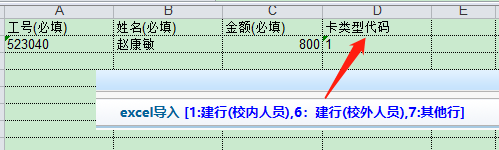 A B C D E
工号(必填) 姓名(必填) 金额(必填) 卡类型代码
523040 赵康敏 800 1
excel导入 [1:建行(校内人员),6：建行(校外人员),7:其他行]